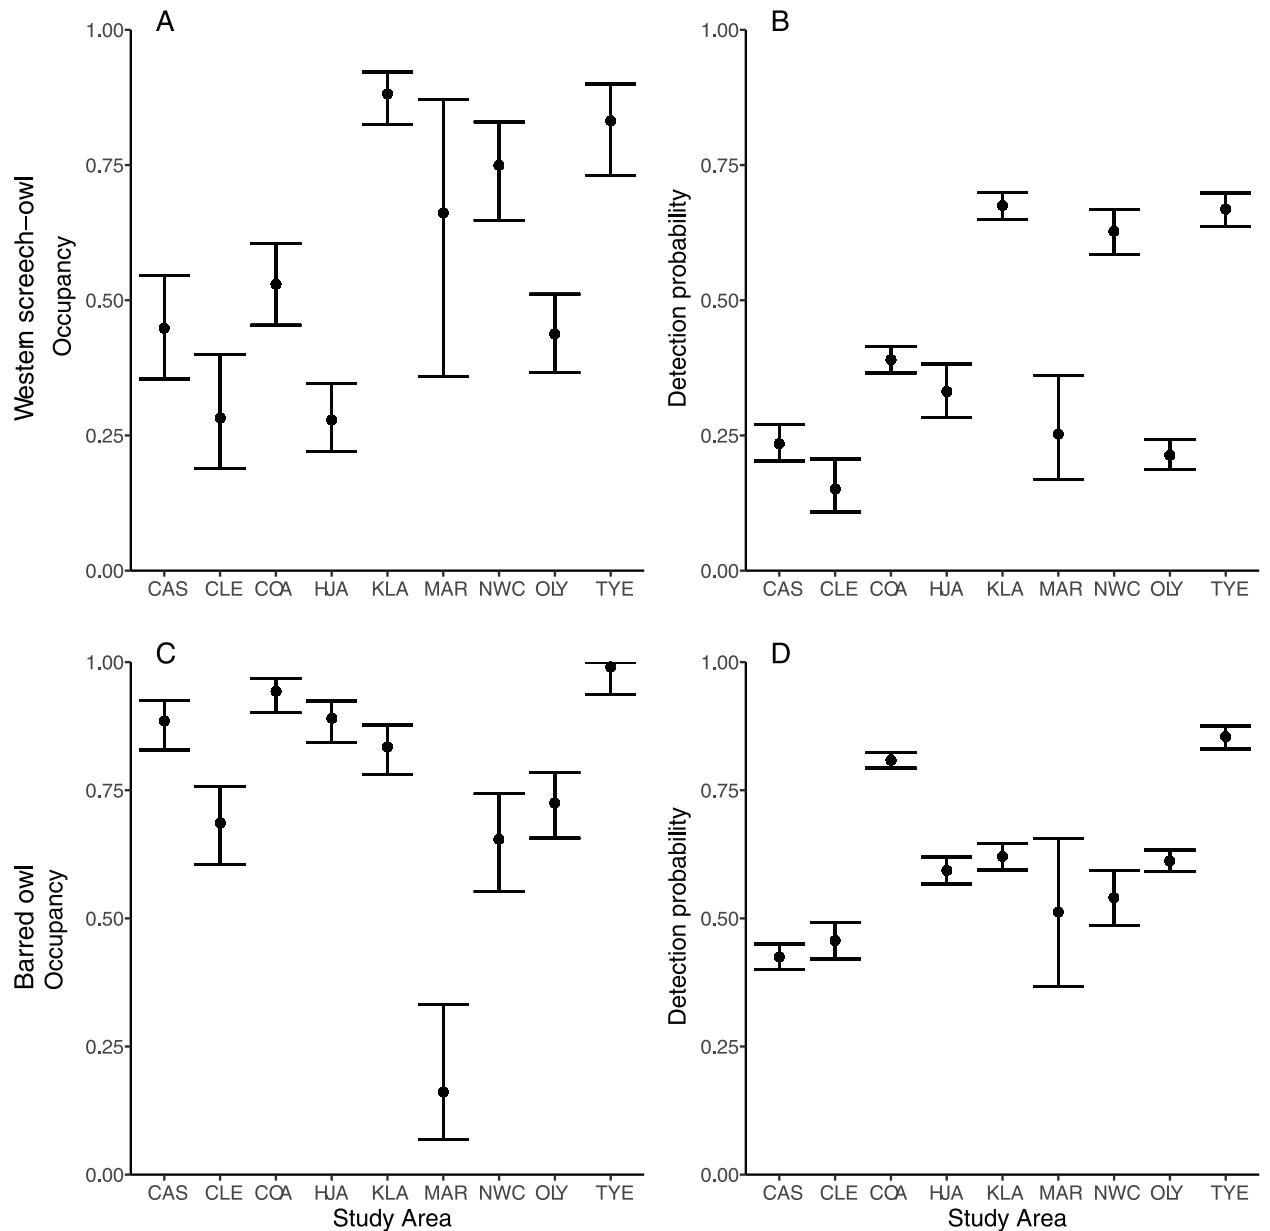 A
1.00
0.75
0.50
0.25
0.00
Western screech−owl
Occupancy
CAS CLE COA HJA KLA MAR NWC OLY TYE
B
1.00
0.75
0.50
0.25
0.00
Detection probability
CAS CLE COA HJA KLA MAR NWC OLY TYE
C
1.00
0.75
0.50
0.25
0.00
Barred owl
Occupancy
CAS CLE COA HJA KLA MAR NWC OLY TYE
Study Area
D
1.00
0.75
0.50
0.25
0.00
Detection probability
CAS CLE COA HJA KLA MAR NWC OLY TYE
Study Area